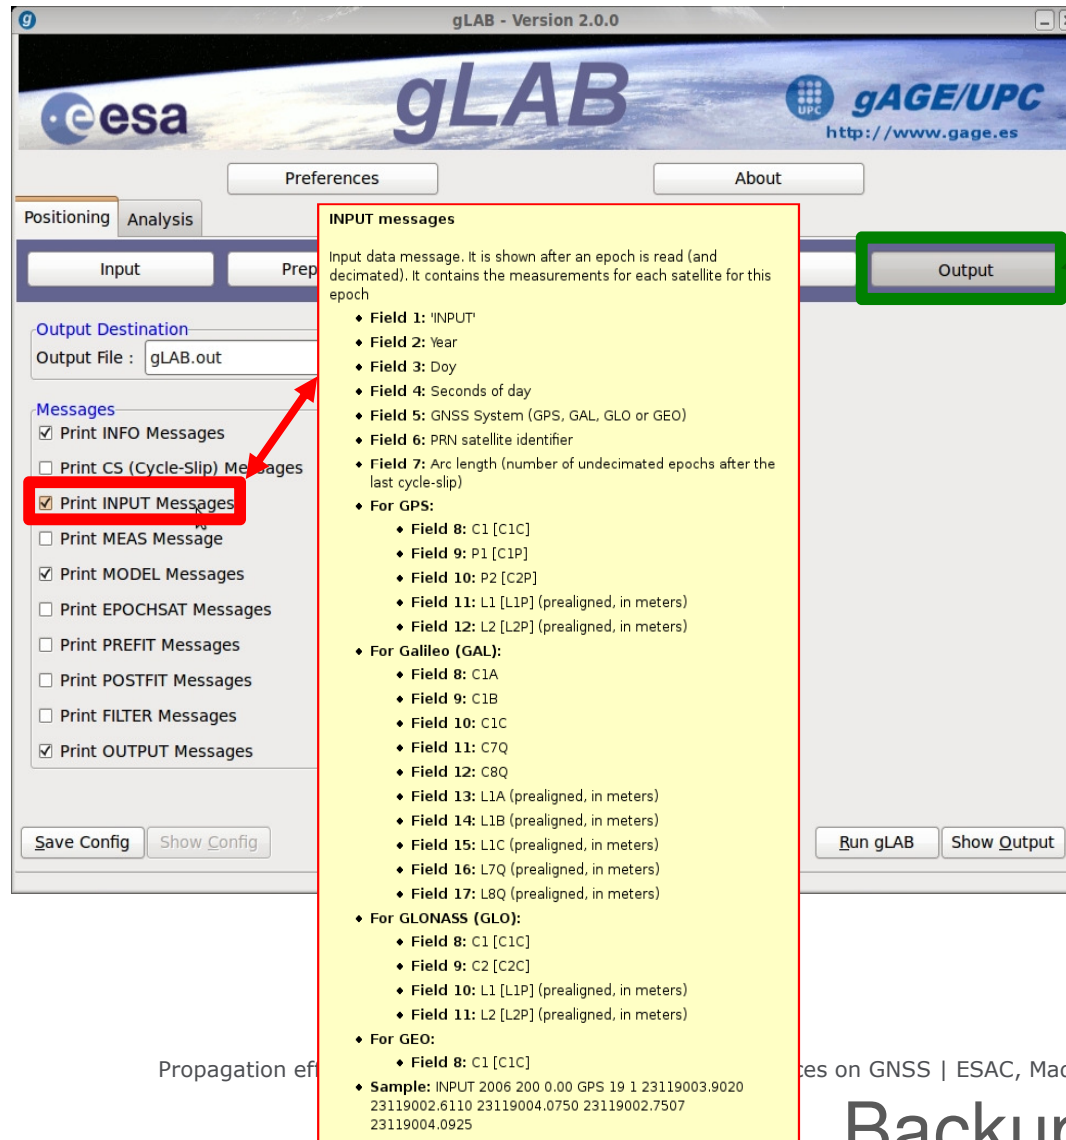 gLAB - Version 2.0.0
esa
gLAB
UPC
gAGE/UPC
http://www.gage.es
Preferences
About
Positioning
Analysis
Input
Prep
Output
Output Destination
Output File :
gLAB.out
Messages
Print INFO Messages
Print CS (Cycle-Slip) Messages
Print INPUT Messages
Print MEAS Message
Print MODEL Messages
Print EPOCHSAT Messages
Print PREFIT Messages
Print POSTFIT Messages
Print FILTER Messages
Print OUTPUT Messages
Save Config
Show Config
Run gLAB
Show Output
INPUT messages
Input data message. It is shown after an epoch is read (and
decimated). It contains the measurements for each satellite for this
epoch
Field 1: 'INPUT'
Field 2: Year
Field 3: Doy
Field 4: Seconds of day
Field 5: GNSS System (GPS, GAL, GLO or GEO)
Field 6: PRN satellite identifier
Field 7: Arc length (number of undecimated epochs after the
last cycle-slip)
For GPS:
Field 8: C1 [C1C]
Field 9: P1 [C1P]
Field 10: P2 [C2P]
Field 11: L1 [L1P] (prealigned, in meters)
Field 12: L2 [L2P] (prealigned, in meters)
For Galileo (GAL):
Field 8: C1A
Field 9: C1B
Field 10: C1C
Field 11: C7Q
Field 12: C8Q
Field 13: L1A (prealigned, in meters)
Field 14: L1B (prealigned, in meters)
Field 15: L1C (prealigned, in meters)
Field 16: L7Q (prealigned, in meters)
Field 17: L8Q (prealigned, in meters)
For GLONASS (GLO):
Field 8: C1 [C1C]
Field 9: C2 [C2C]
Field 10: L1 [L1P] (prealigned, in meters)
Field 11: L2 [L2P] (prealigned, in meters)
For GEO:
Field 8: C1 [C1C]
Sample: INPUT 2006 200 0.00 GPS 19 1 23119003.9020
23119002.6110 23119004.0750 23119002.7507
23119004.0925
Propagation eff
ces on GNSS | ESAC, Mad
Backup